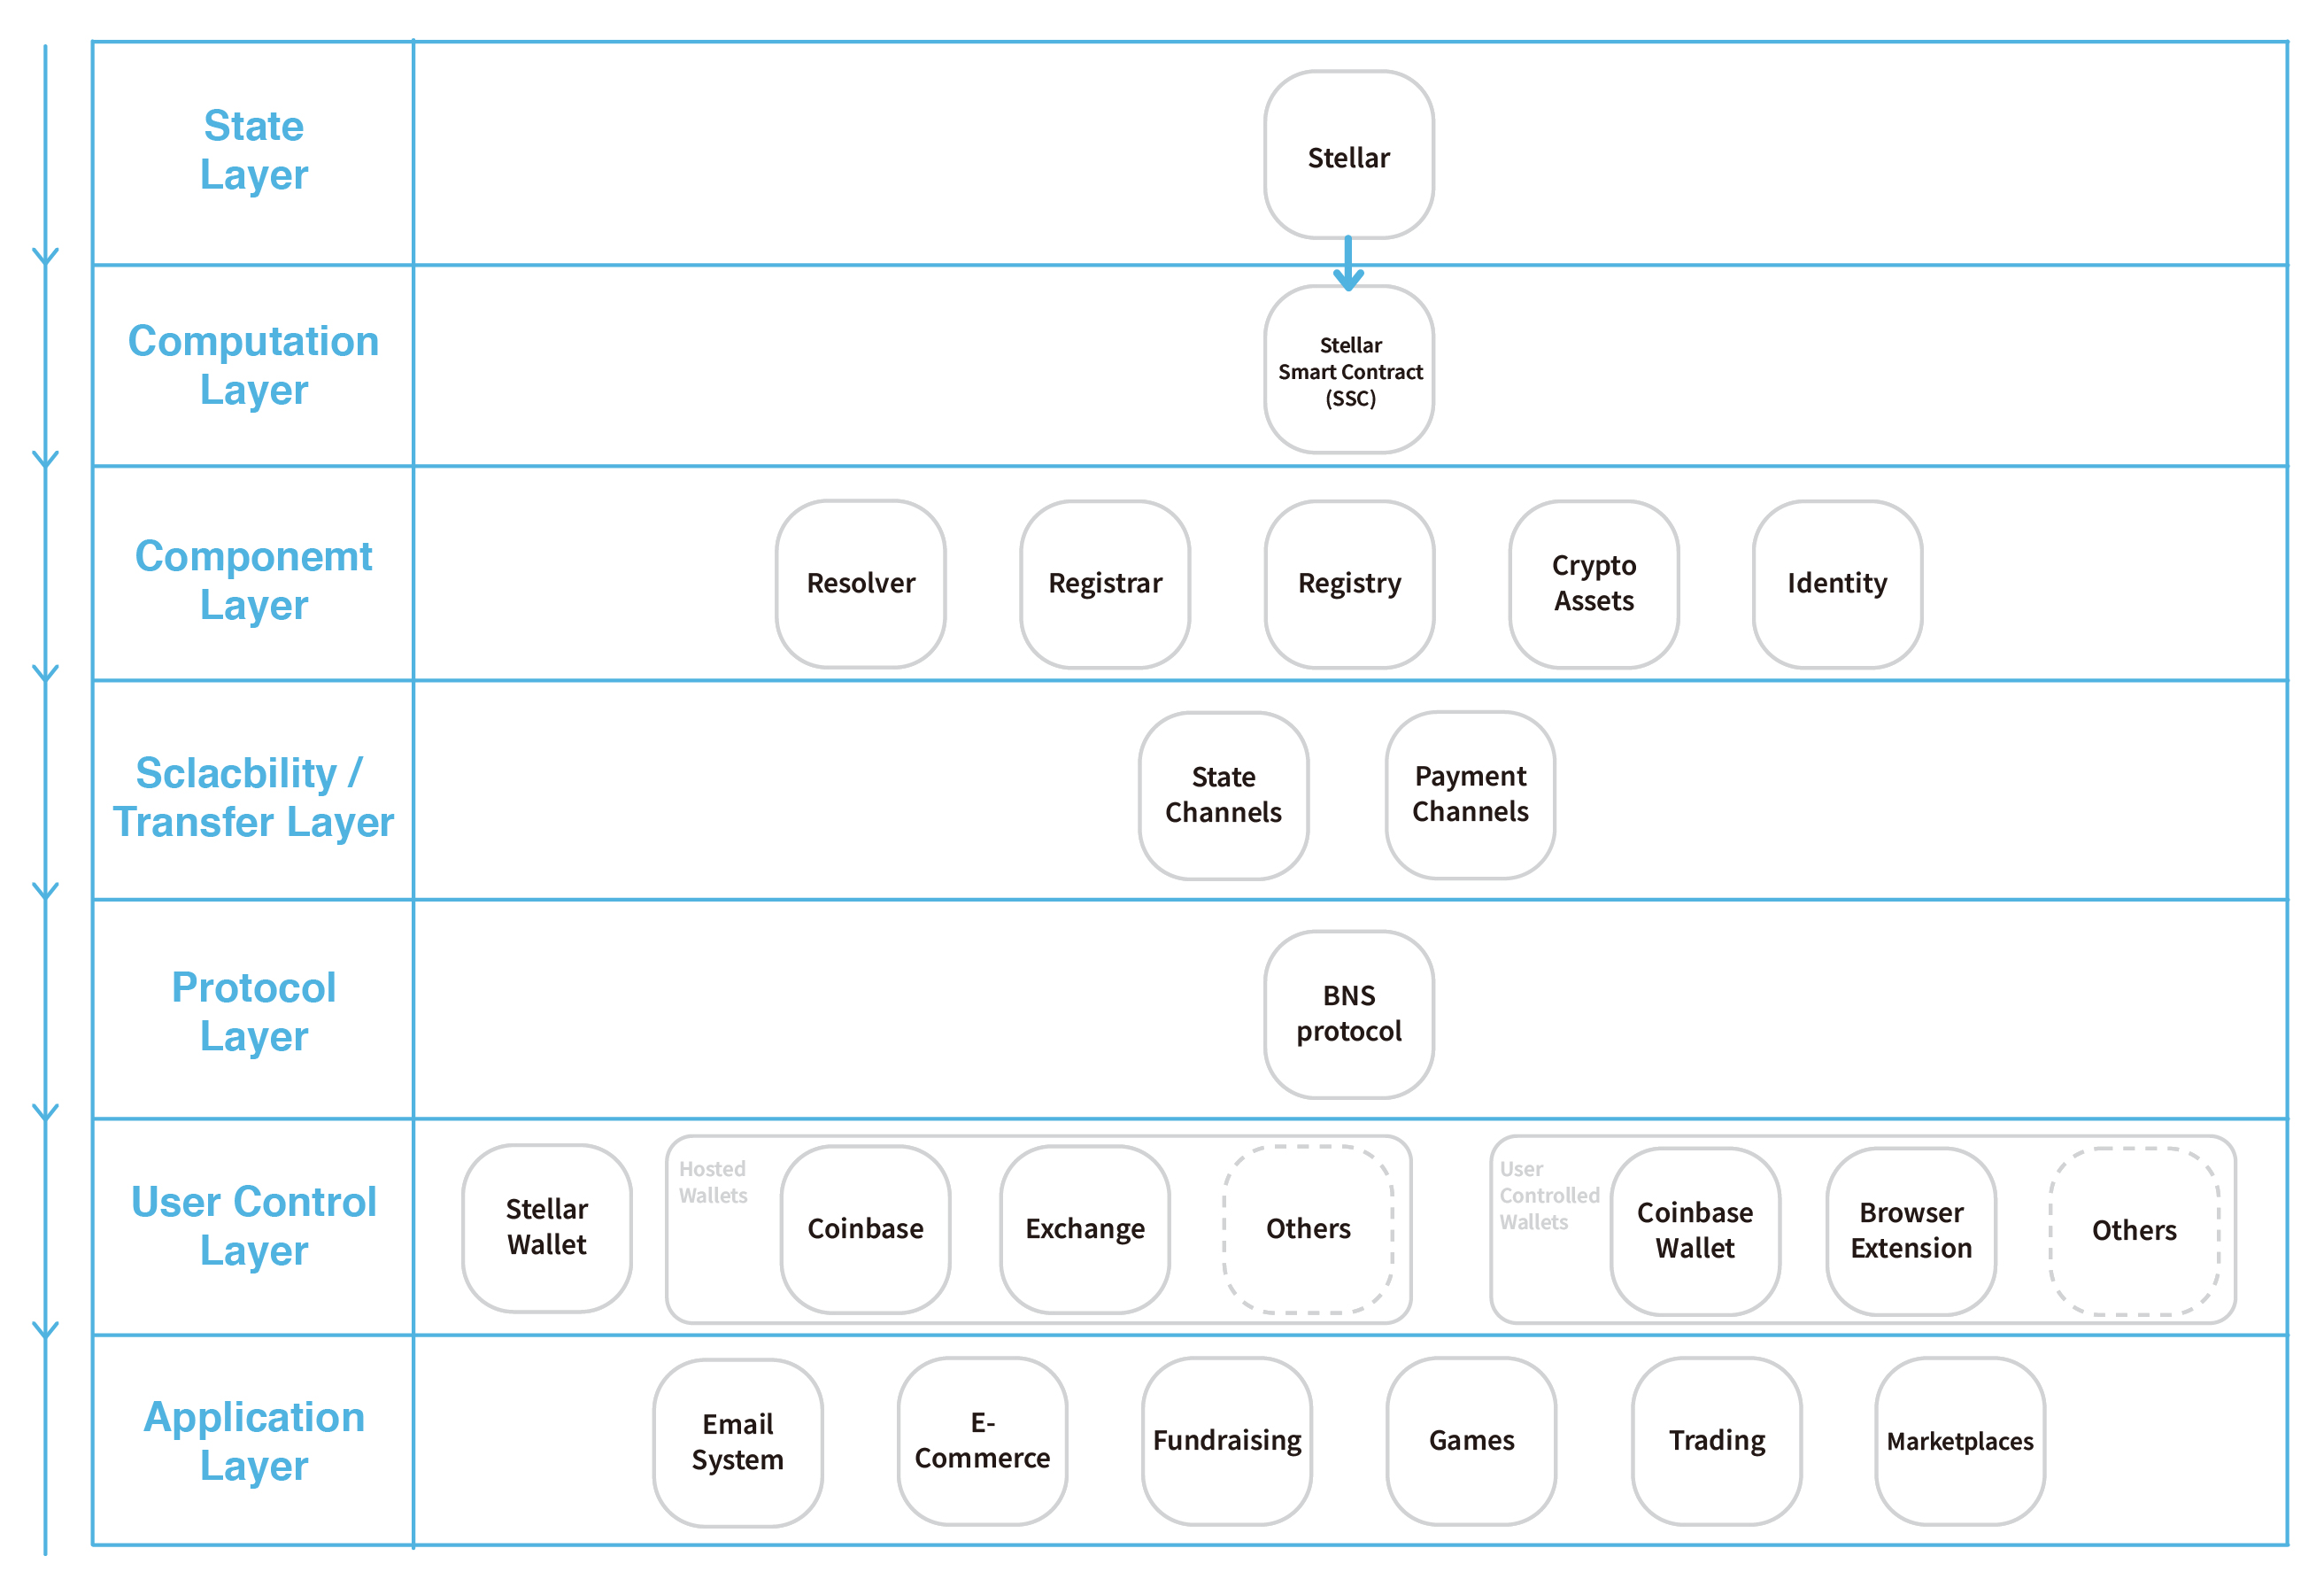 State
Layer
Stellar
Computation
Layer
Stellar
Smart Contract
(SSC)
Componemt
Layer
Resolver
Registrar
Registry
Crypto
Assets
Identity
Sclacbility /
Transfer Layer
State
Channels
Payment
Channels
Protocol
Layer
BNS
protocol
User Control
Layer
Stellar
Wallet
Hosted
Wallets
Coinbase
Exchange
Others
User
Controlled
Wallets
Coinbase
Wallet
Browser
Extension
Others
Application
Layer
Email
System
E-
Commerce
Fundraising
Games
Trading
Marketplaces